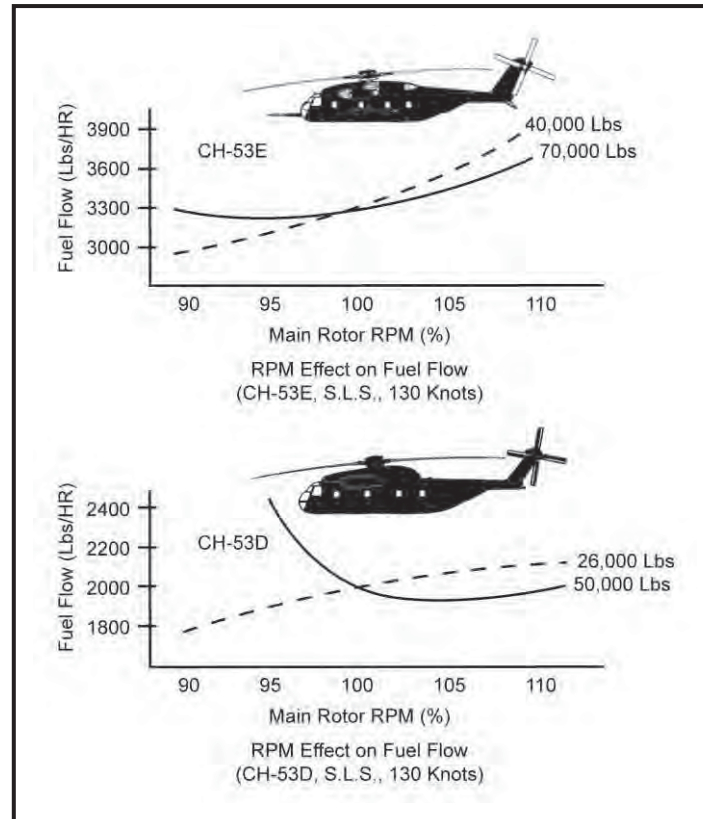 40,000 Lbs
3900
CH-53E
70,000 Lbs
3600
3300
3000
Fuel Flow (Lbs/HR)
90 95 100 105 110
Main Rotor RPM (%)
RPM Effect on Fuel Flow
(CH-53E, S.L.S., 130 Knots)
2400
CH-53D
2200
26,000 Lbs
2000
50,000 Lbs
1800
Fuel Flow (Lbs/HR)
90 95 100 105 110
Main Rotor RPM (%)
RPM Effect on Fuel Flow
(CH-53D, S.L.S., 130 Knots)